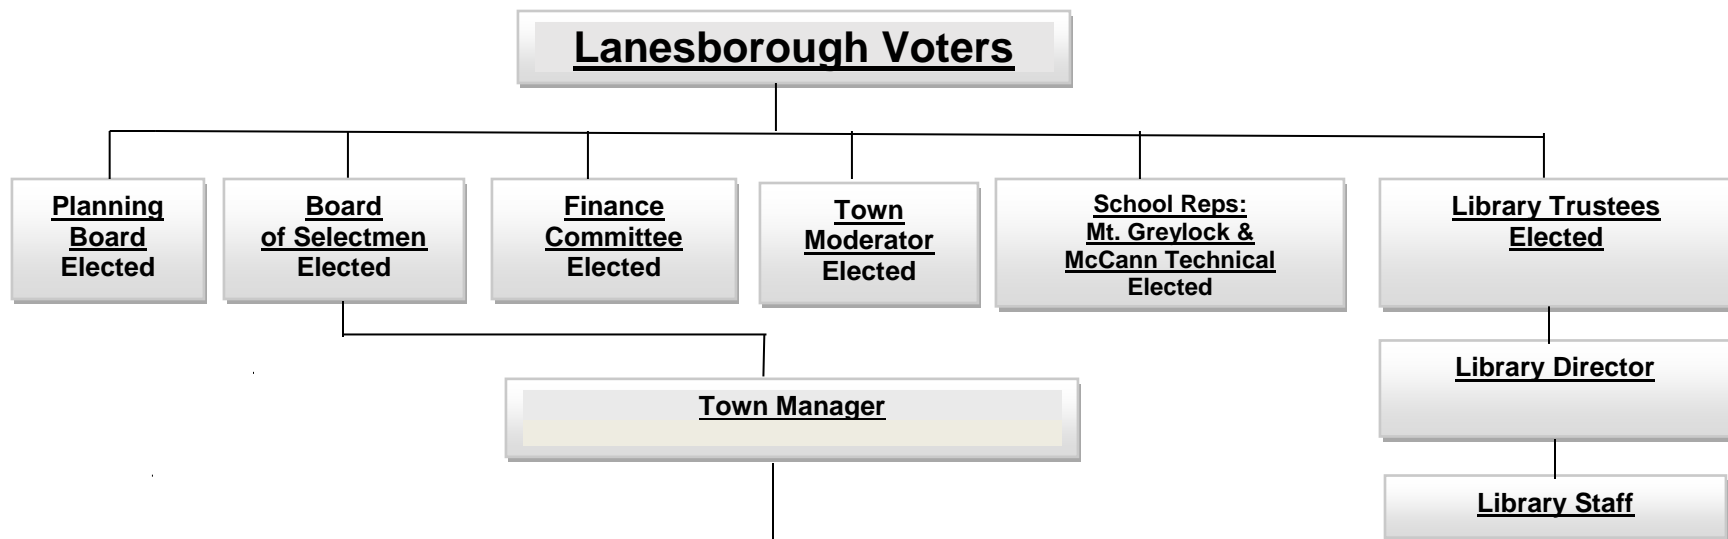 Lanesborough Voters
Planning
Board
Elected
Board
of Selectmen
Elected
Finance
Committee
Elected
Town
Moderator
Elected
School Reps:
Mt. Greylock &
McCann Technical
Elected
Library Trustees
Elected
Town Manager
Library Director
Library Staff